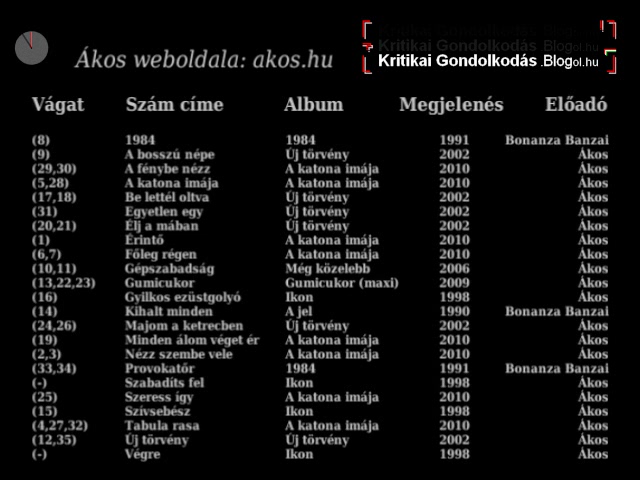 Ákos weboldala: akos.hu
Kritikai Gondolkodás .Blog.hu
Vágat Szám címe Album Megjelenés Előadó
(8) 1984 1984 1991 Bonanza Banzai
(9) A bosszú népe Új törvény 2002 Ákos
(29,30) A fénybe nézz A katona imája 2010 Ákos
(5,28) A katona imája A katona imája 2010 Ákos
(17,18) Be lettél oltva Új törvény 2002 Ákos
(31) Egyetlen egy Új törvény 2002 Ákos
(20,21) Élj a mában Új törvény 2002 Ákos
(1) Érintő A katona imája 2010 Ákos
(6,7) Főleg régen A katona imája 2010 Ákos
(10,11) Gépszabadság Még közelebb 2006 Ákos
(13,22,23) Gumicukor Gumicukor (maxi) 2009 Ákos
(16) Gyilkos ezüstgolyó Ikon 1998 Ákos
(14) Kihalt minden A jel 1990 Bonanza Banzai
(24,26) Majom a ketrecben Új törvény 2002 Ákos
(19) Minden álom véget ér A katona imája 2010 Ákos
(2,3) Nézz szembe vele A katona imája 2010 Ákos
(33,34) Provokatőr 1984 1991 Bonanza Banzai
(-) Szabadíts fel Ikon 1998 Ákos
(25) Szeress így A katona imája 2010 Ákos
(15) Szívsebész Ikon 1998 Ákos
(4,27,32) Tabula rasa A katona imája 2010 Ákos
(12,35) Új törvény Új törvény 2002 Ákos
(-) Végre Ikon 1998 Ákos